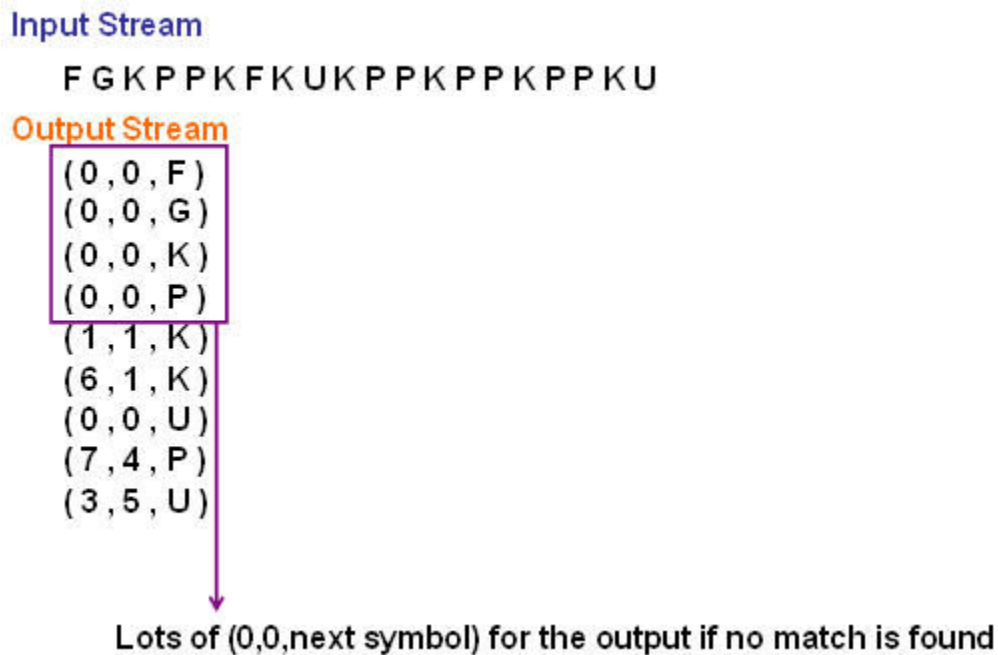 Input Stream
F G K P P K F K U K P P K P P K P P K U
Output Stream
( 0 , 0 , F )
( 0 , 0 , G )
( 0 , 0 , K )
( 0 , 0 , P )
( 1 , 1 , K )
( 6 , 1 , K )
( 0 , 0 , U )
( 7 , 4 , P )
( 3 , 5 , U )
Lots of (0,0,next symbol) for the output if no match is found